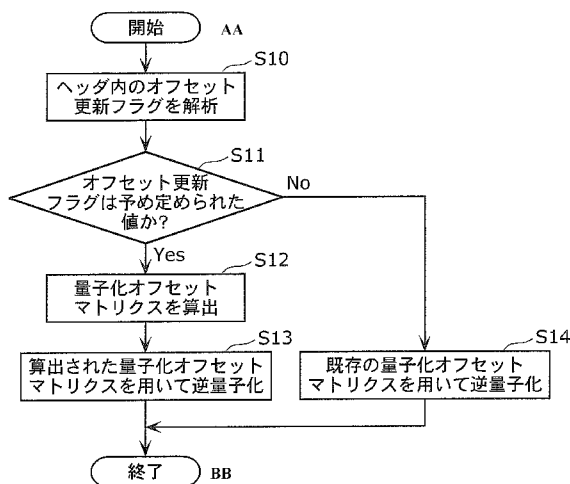 開始
AA
S10
ヘッダ内のオフセット
更新フラグを解析
S11
オフセット更新
フラグは予め定められた
値か?
No
Yes
S12
量子化オフセット
マトリクスを算出
S13
算出された量子化オフセット
マトリクスを用いて逆量子化
S14
既存の量子化オフセット
マトリクスを用いて逆量子化
終了
BB